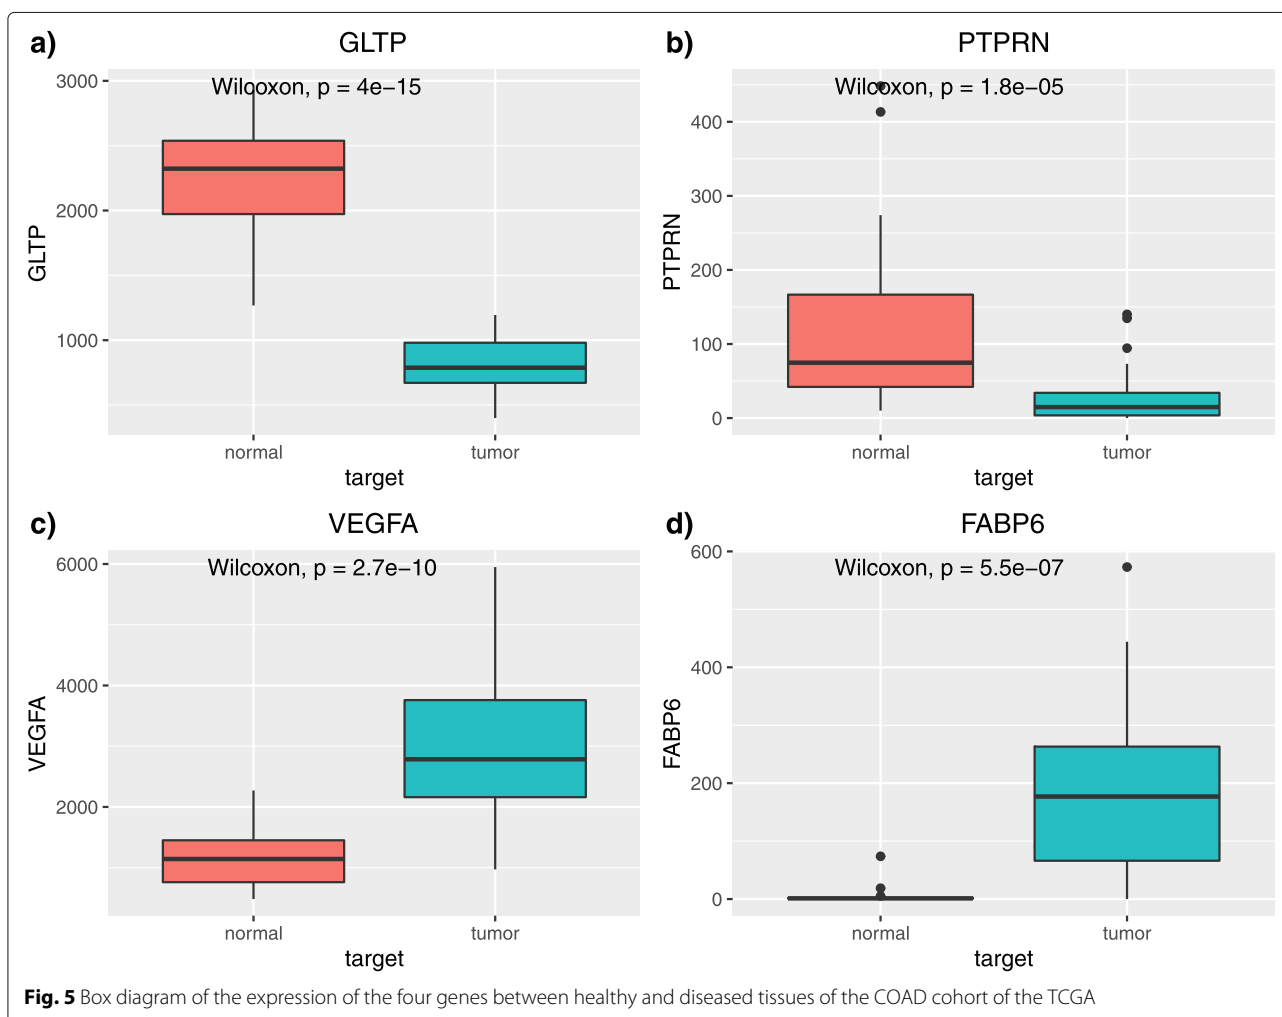 a)
GLTP
Wilcoxon, p = 4e−15
3000
2000
1000
GLTP
normal
tumor
target
b)
PTPRN
Wilcoxon, p = 1.8e−05
400
300
200
100
0
PTPRN
normal
tumor
target
c)
VEGFA
Wilcoxon, p = 2.7e−10
6000
4000
2000
VEGFA
normal
tumor
target
d)
FABP6
Wilcoxon, p = 5.5e−07
600
400
200
0
FABP6
normal
tumor
target
Fig. 5 Box diagram of the expression of the four genes between healthy and diseased tissues of the COAD cohort of the TCGA